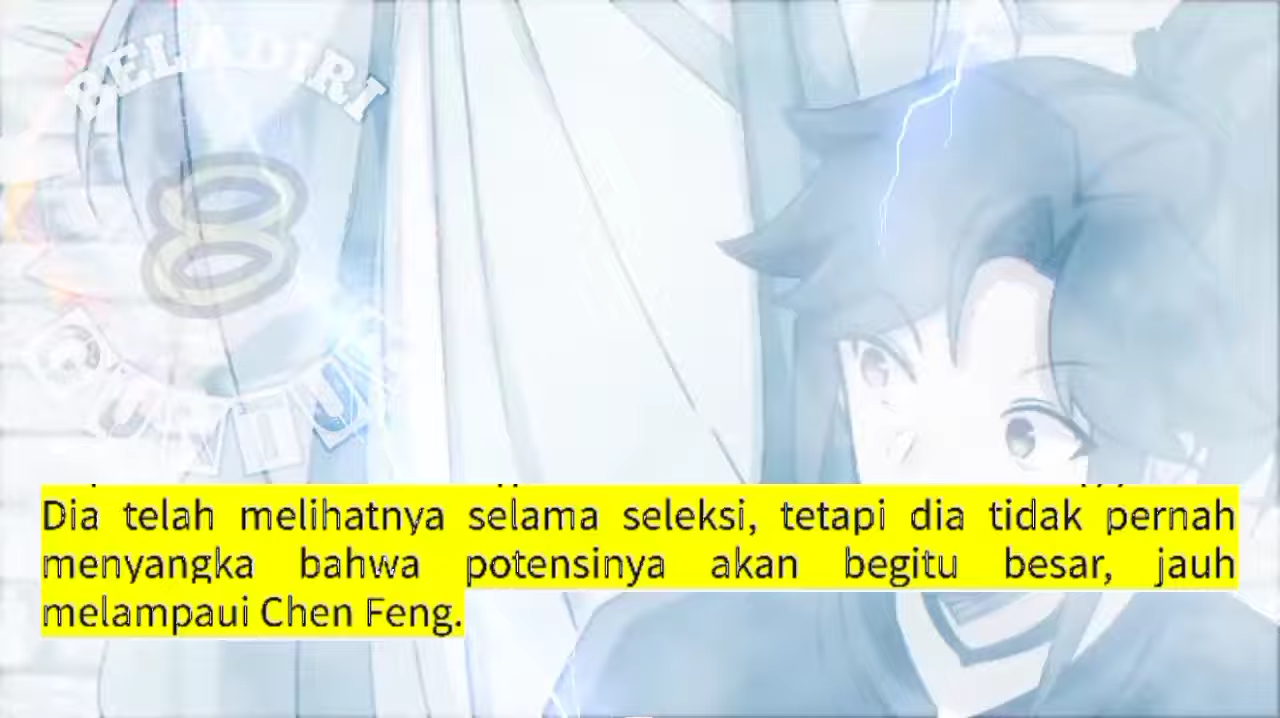 BELADIRI
8
Dia telah melihatnya selama seleksi, tetapi dia tidak pernah
menyangka bahwa potensinya akan begitu besar, jauh
melampaui Chen Feng.